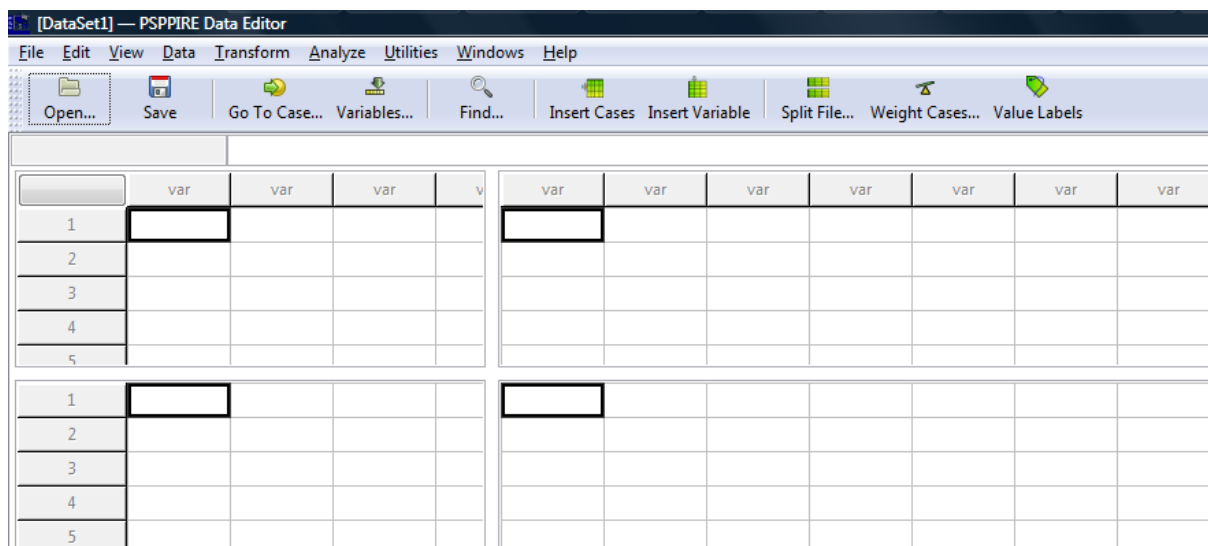 [DataSet1] — PSPPIRE Data Editor
File Edit View Data Transform Analyze Utilities Windows Help
Open... Save Go To Case... Variables... Find... Insert Cases Insert Variable Split File... Weight Cases... Value Labels
var var var v var var var var var var var
1
2
3
4
5
1
2
3
4
5